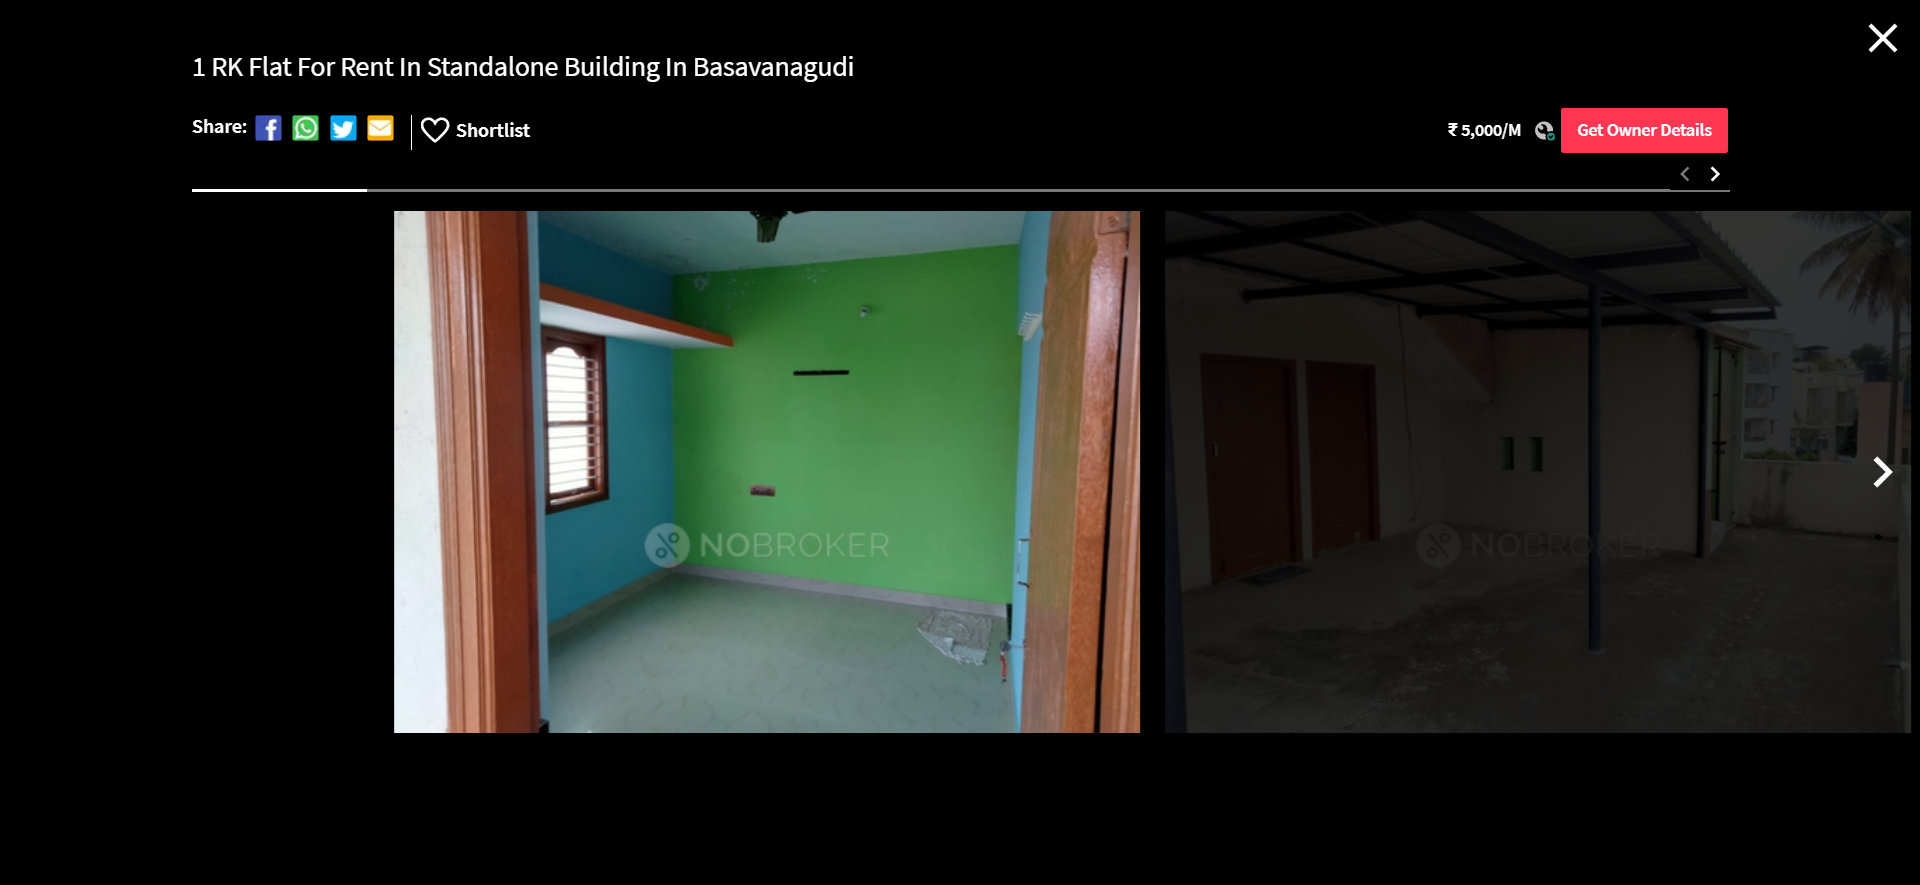 1 RK Flat For Rent In Standalone Building In Basavanagudi
Share:
Shortlist
₹ 5,000/M
Get Owner Details
NOBROKER
NOBROKER